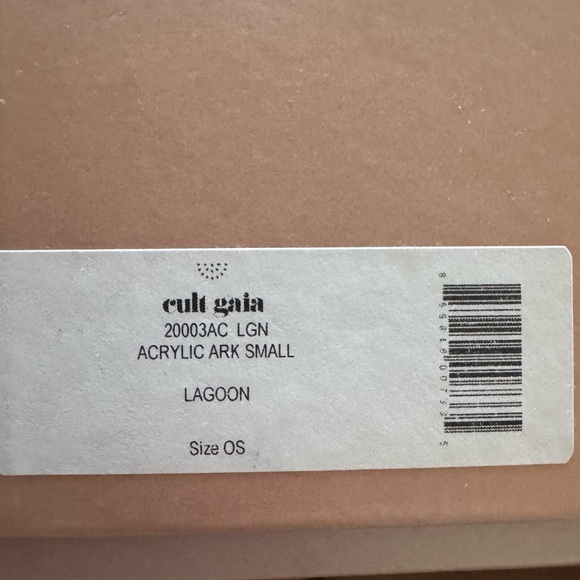 cult gaia
20003AC LGN
ACRYLIC ARK SMALL
LAGOON
Size OS